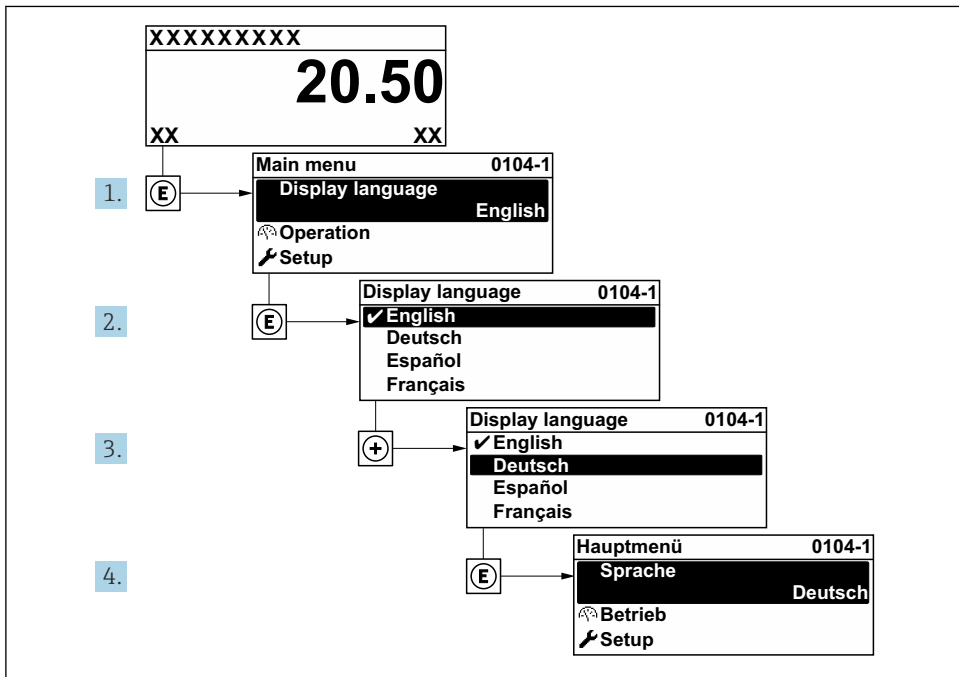 XXXXXXXXX
20.50
XX XX
1. E
Main menu 0104-1
Display language
English
Operation
Setup
2. E
Display language 0104-1
✔English
Deutsch
Español
Français
3. +
Display language 0104-1
✔English
Deutsch
Español
Français
4. E
Hauptmenü 0104-1
Sprache
Deutsch
Betrieb
Setup